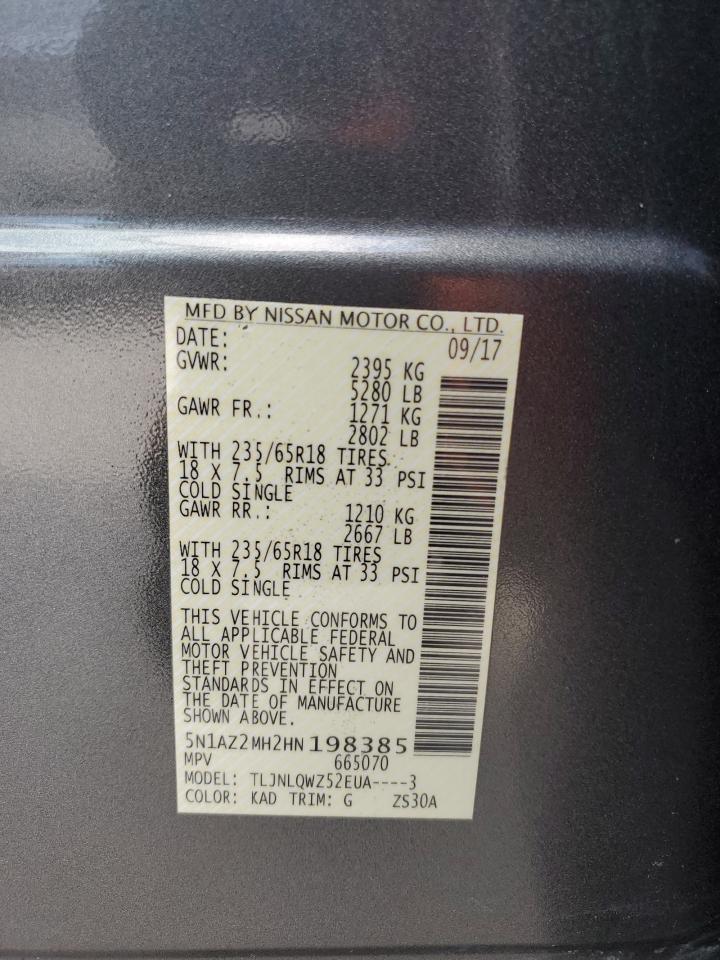 MFD BY NISSAN MOTOR CO., LTD.
DATE: 09/17
GVWR: 2395 KG
5280 LB
GAWR FR.: 1271 KG
2802 LB
WITH 235/65R18 TIRES
18 X 7.5 RIMS AT 33 PSI
COLD SINGLE
GAWR RR.: 1210 KG
2667 LB
WITH 235/65R18 TIRES
18 X 7.5 RIMS AT 33 PSI
COLD SINGLE
THIS VEHICLE CONFORMS TO
ALL APPLICABLE FEDERAL
MOTOR VEHICLE SAFETY AND
THEFT PREVENTION
STANDARDS IN EFFECT ON
THE DATE OF MANUFACTURE
SHOWN ABOVE.
5N1AZ2MH2HN198385
MPV 665070
MODEL: TLJNLQWZ52EUA----3
COLOR: KAD TRIM: G ZS30A